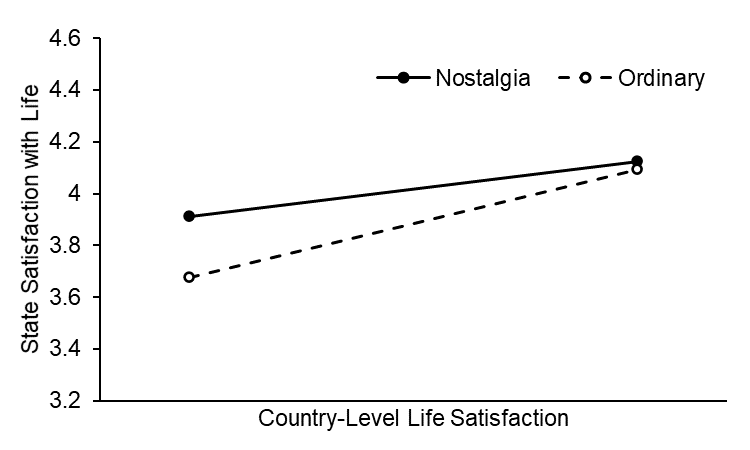 4.6
4.4
4.2
4
3.8
3.6
3.4
3.2
State Satisfaction with Life
Nostalgia
Ordinary
Country-Level Life Satisfaction